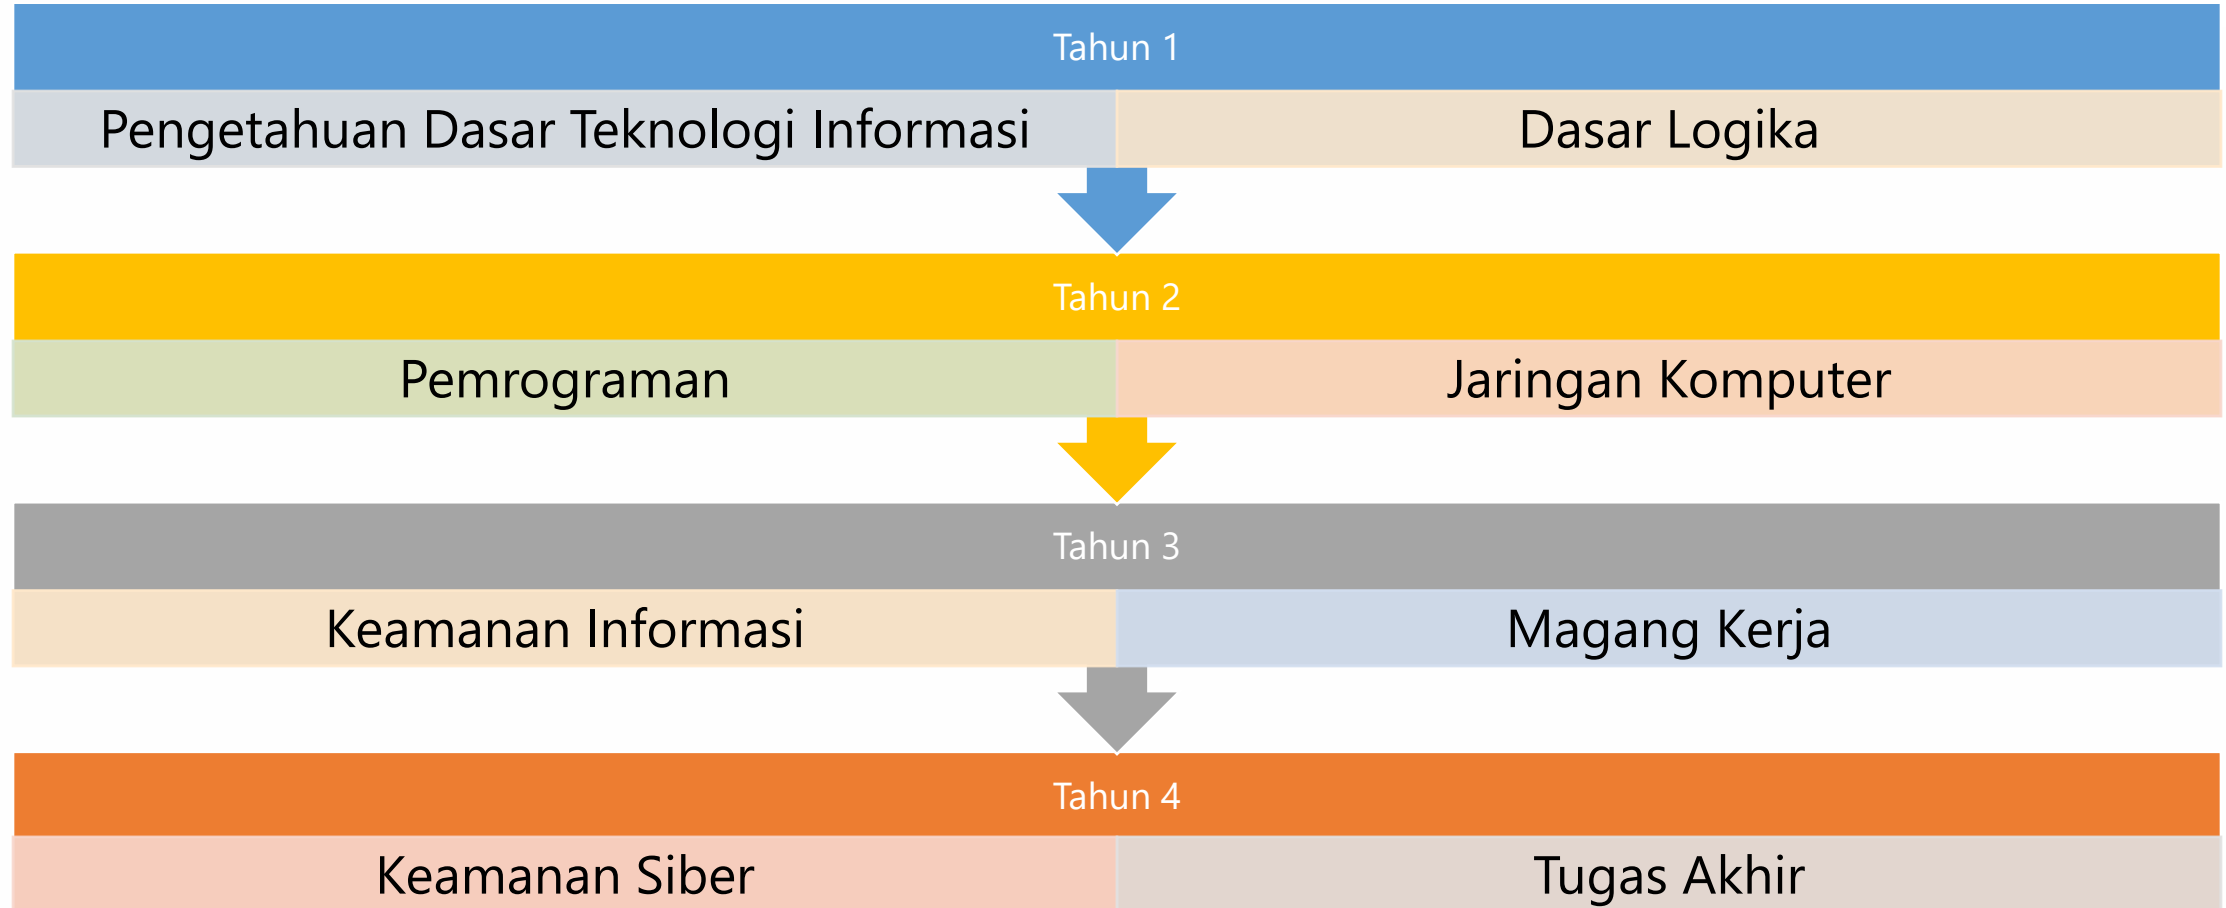 Tahun 1
Pengetahuan Dasar Teknologi Informasi
Dasar Logika
Tahun 2
Pemrograman
Jaringan Komputer
Tahun 3
Keamanan Informasi
Magang Kerja
Tahun 4
Keamanan Siber
Tugas Akhir